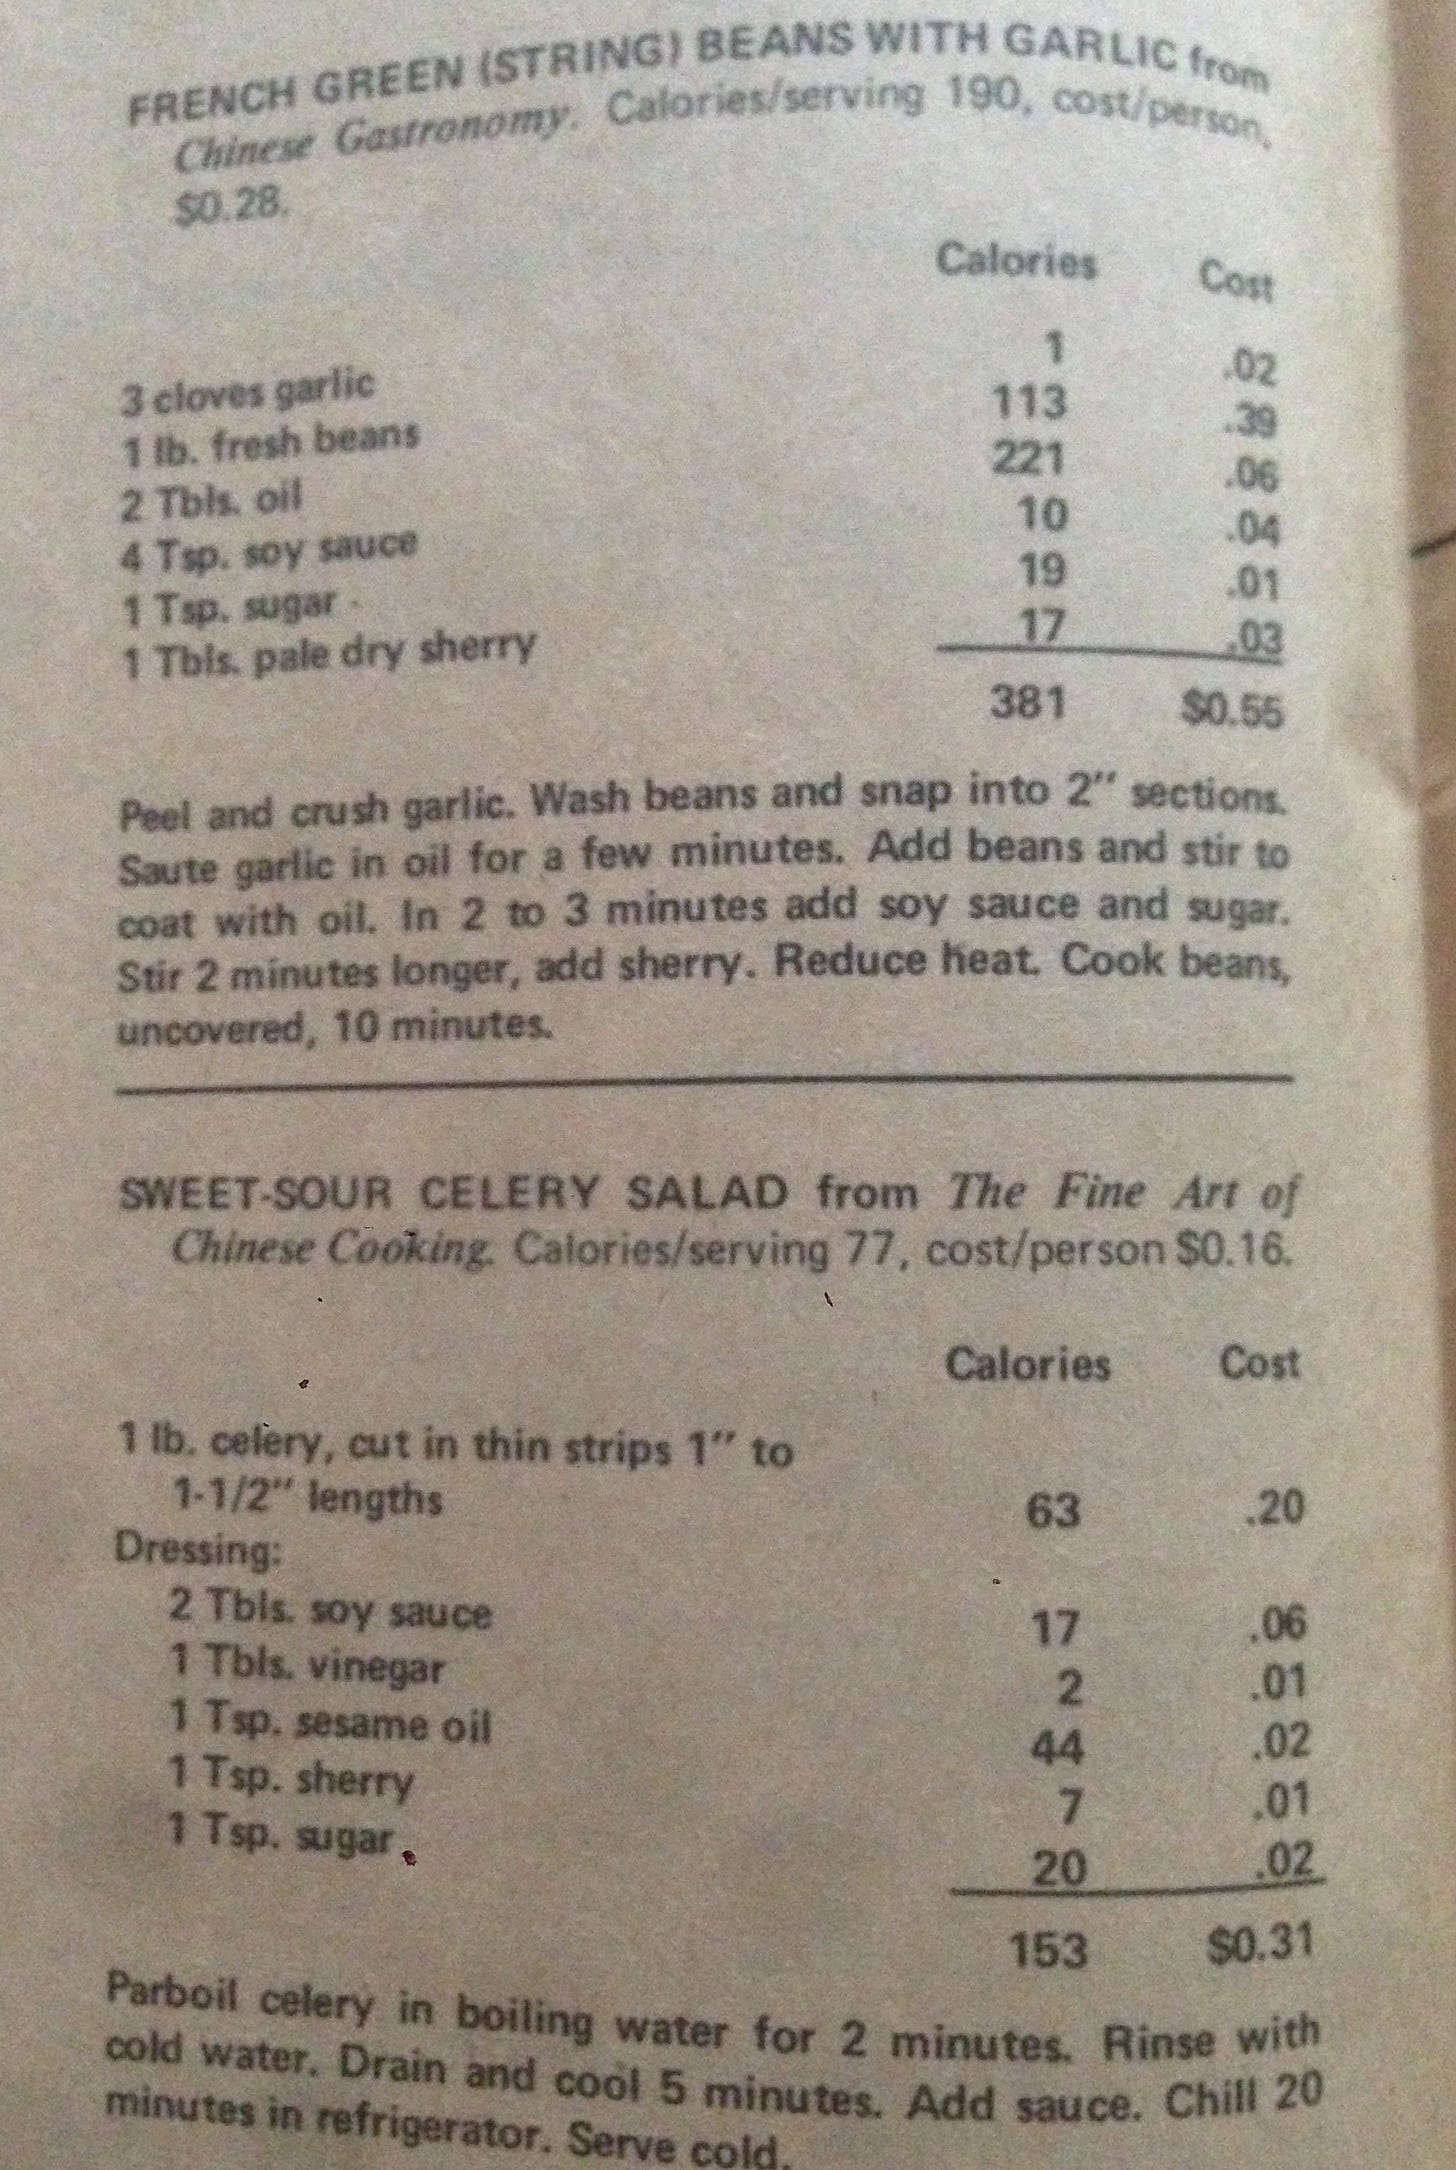 FRENCH GREEN (STRING) BEANS WITH GARLIC from
Chinese Gastronomy. Calories/serving 190, cost/person,
$0.28.
Calories Cost
3 cloves garlic 1 .02
1 lb. fresh beans 113 .39
2 Tbls. oil 221 .06
4 Tsp. soy sauce 10 .04
1 Tsp. sugar 19 .01
1 Tbls. pale dry sherry 17 .03
381 $0.55
Peel and crush garlic. Wash beans and snap into 2" sections.
Saute garlic in oil for a few minutes. Add beans and stir to
coat with oil. In 2 to 3 minutes add soy sauce and sugar.
Stir 2 minutes longer, add sherry. Reduce heat. Cook beans,
uncovered, 10 minutes.
SWEET-SOUR CELERY SALAD from The Fine Art of
Chinese Cooking. Calories/serving 77, cost/person $0.16.
Calories Cost
1 lb. celery, cut in thin strips 1" to
1-1/2" lengths 63 .20
Dressing:
2 Tbls. soy sauce 17 .06
1 Tbls. vinegar 2 .01
1 Tsp. sesame oil 44 .02
1 Tsp. sherry 7 .01
1 Tsp. sugar 20 .02
153 $0.31
Parboil celery in boiling water for 2 minutes. Rinse with
cold water. Drain and cool 5 minutes. Add sauce. Chill 20
minutes in refrigerator. Serve cold.